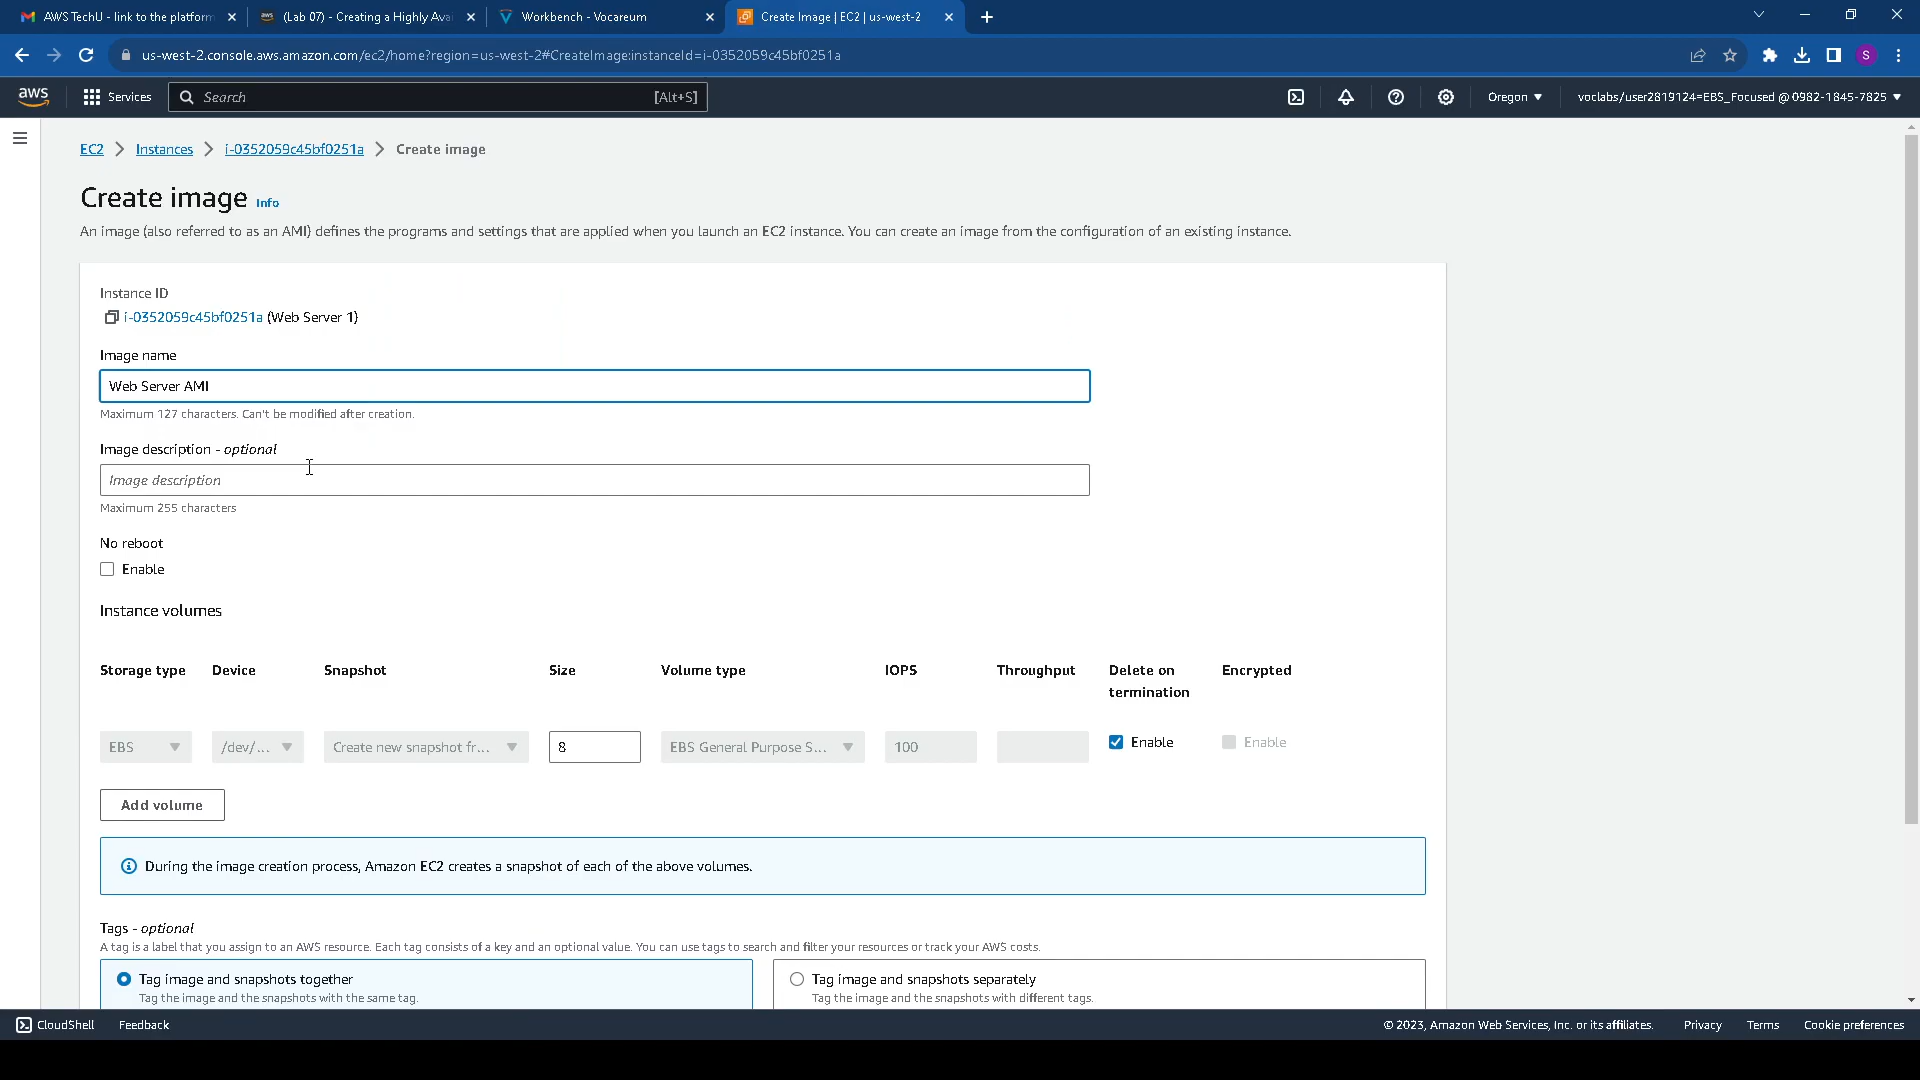 AWS TechU - link to the platform
(Lab 07) - Creating a Highly Ava
Workbench - Vocareum
Create Image | EC2 | us-west-2
us-west-2.console.aws.amazon.com/ec2/home?region=us-west-2#CreateImage:instanceId=i-0352059c45bf0251a
S
aws
Services
Search
[Alt+S]
Oregon
voclabs/user2819124=EBS_Focused @ 0982-1845-7825
EC2
Instances
i-0352059c45bf0251a
Create image
Create image Info
An image (also referred to as an AMI) defines the programs and settings that are applied when you launch an EC2 instance. You can create an image from the configuration of an existing instance.
Instance ID
i-0352059c45bf0251a (Web Server 1)
Image name
Web Server AMI
Maximum 127 characters. Can't be modified after creation.
Image description - optional
Image description
Maximum 255 characters
No reboot
Enable
Instance volumes
Storage type
Device
Snapshot
Size
Volume type
IOPS
Throughput
Delete on
termination
Encrypted
EBS
/dev/...
Create new snapshot fr...
8
EBS General Purpose S...
100
Enable
Enable
Add volume
During the image creation process, Amazon EC2 creates a snapshot of each of the above volumes.
Tags - optional
A tag is a label that you assign to an AWS resource. Each tag consists of a key and an optional value. You can use tags to search and filter your resources or track your AWS costs.
Tag image and snapshots together
Tag the image and the snapshots with the same tag.
Tag image and snapshots separately
Tag the image and the snapshots with different tags.
CloudShell
Feedback
© 2023, Amazon Web Services, Inc. or its affiliates.
Privacy
Terms
Cookie preferences